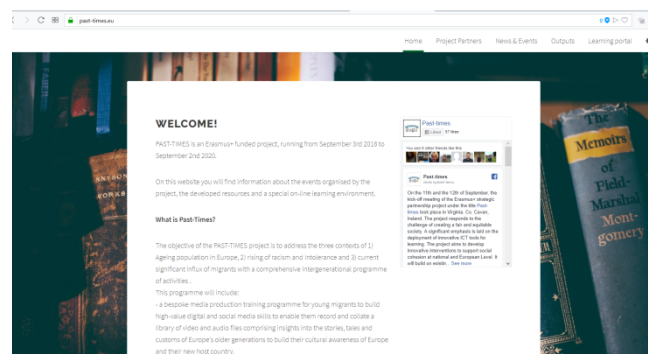 past-times.eu
Home Project Partners News & Events Outputs Learning portal
WELCOME!
PAST-TIMES is an Erasmus+ funded project, running from September 3rd 2018 to
September 2nd 2020.
On this website you will find information about the events organised by the
project, the developed resources and a special on-line learning environment.
What is Past-Times?
The objective of the PAST-TIMES project is to address the three contexts of 1)
Ageing population in Europe, 2) rising of racism and intolerance and 3) current
significant influx of migrants with a comprehensive intergenerational programme
of activities .
This programme will include:
- a bespoke media production training programme for young migrants to build
high-value digital and social media skills to enable them record and collate a
library of video and audio files comprising insights into the stories, tales and
customs of Europe's older generations to build their cultural awareness of Europe
and their new host country.
Past-times
Liked 57 likes
You and 9 other friends like this
Past-times
On the 11th and the 12th of September, the
kick-off meeting of the Erasmus+ strategic
partnership project under the title Past-
times took place in Virginia, Co. Cavan,
Ireland. The project responds to the
challenge of creating a fair and equitable
society. A significant emphasis is laid on the
deployment of innovative ICT tools for
learning. The project aims to develop
innovative interventions to support social
cohesion at national and European Level. It
will build on existin... See more
The
Memoirs
of
Field-
Marshal
Mont-
gomery